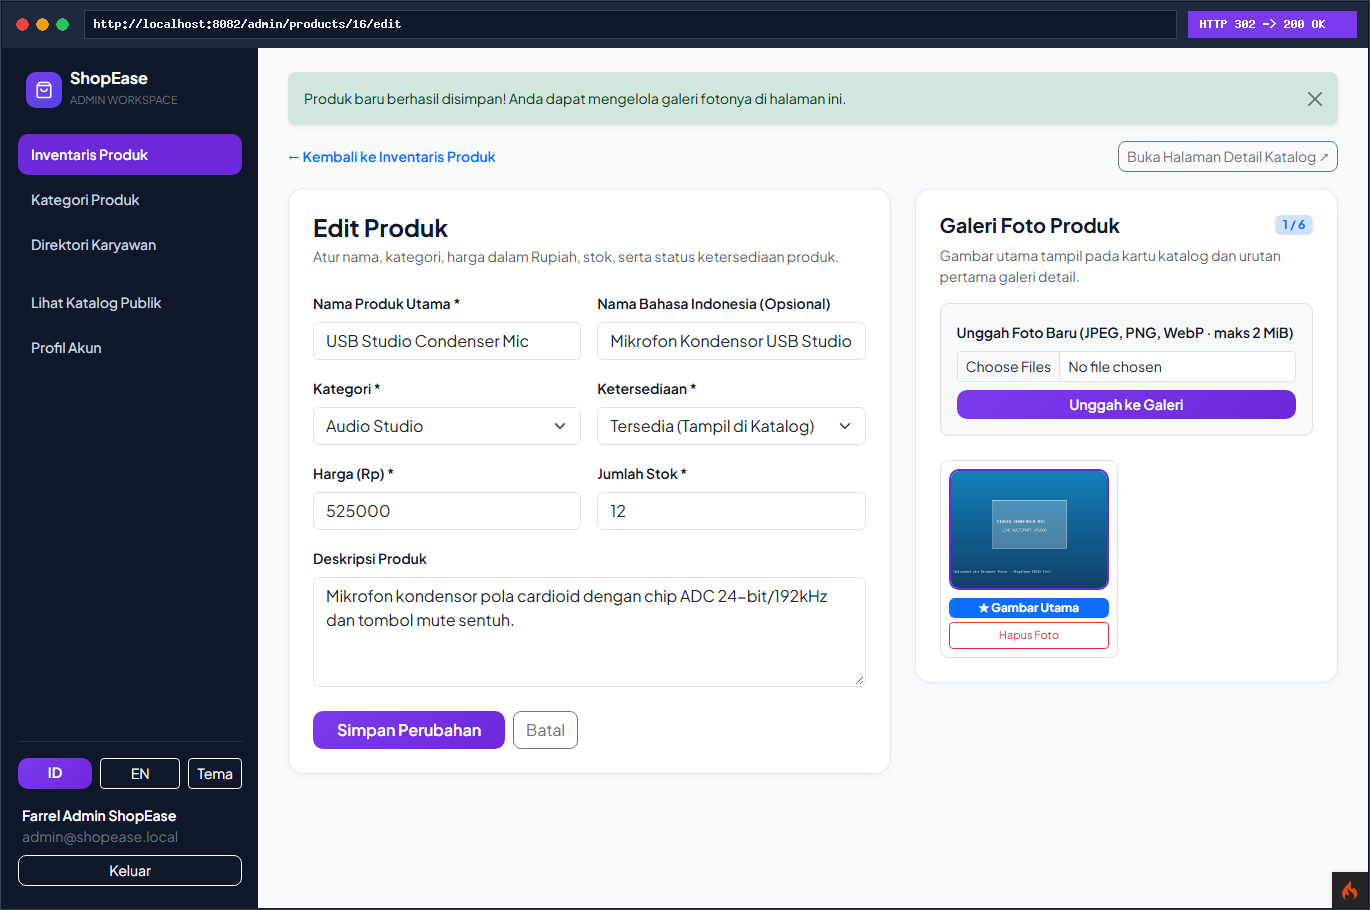 http://localhost:8082/admin/products/16/edit
HTTP 302 -> 200 OK
ShopEase
ADMIN WORKSPACE
Inventaris Produk
Kategori Produk
Direktori Karyawan
Lihat Katalog Publik
Profil Akun
ID
EN
Tema
Farrel Admin ShopEase
admin@shopease.local
Keluar
Produk baru berhasil disimpan! Anda dapat mengelola galeri fotonya di halaman ini.
← Kembali ke Inventaris Produk
Buka Halaman Detail Katalog ↗
Edit Produk
Atur nama, kategori, harga dalam Rupiah, stok, serta status ketersediaan produk.
Nama Produk Utama *
Nama Bahasa Indonesia (Opsional)
USB Studio Condenser Mic
Mikrofon Kondensor USB Studio
Kategori *
Ketersediaan *
Audio Studio
Tersedia (Tampil di Katalog)
Harga (Rp) *
Jumlah Stok *
525000
12
Deskripsi Produk
Mikrofon kondensor pola cardioid dengan chip ADC 24-bit/192kHz
dan tombol mute sentuh.
Simpan Perubahan
Batal
Galeri Foto Produk
1 / 6
Gambar utama tampil pada kartu katalog dan urutan
pertama galeri detail.
Unggah Foto Baru (JPEG, PNG, WebP · maks 2 MiB)
Choose Files
No file chosen
Unggah ke Galeri
CONDENSER MIC
★ Gambar Utama
Hapus Foto